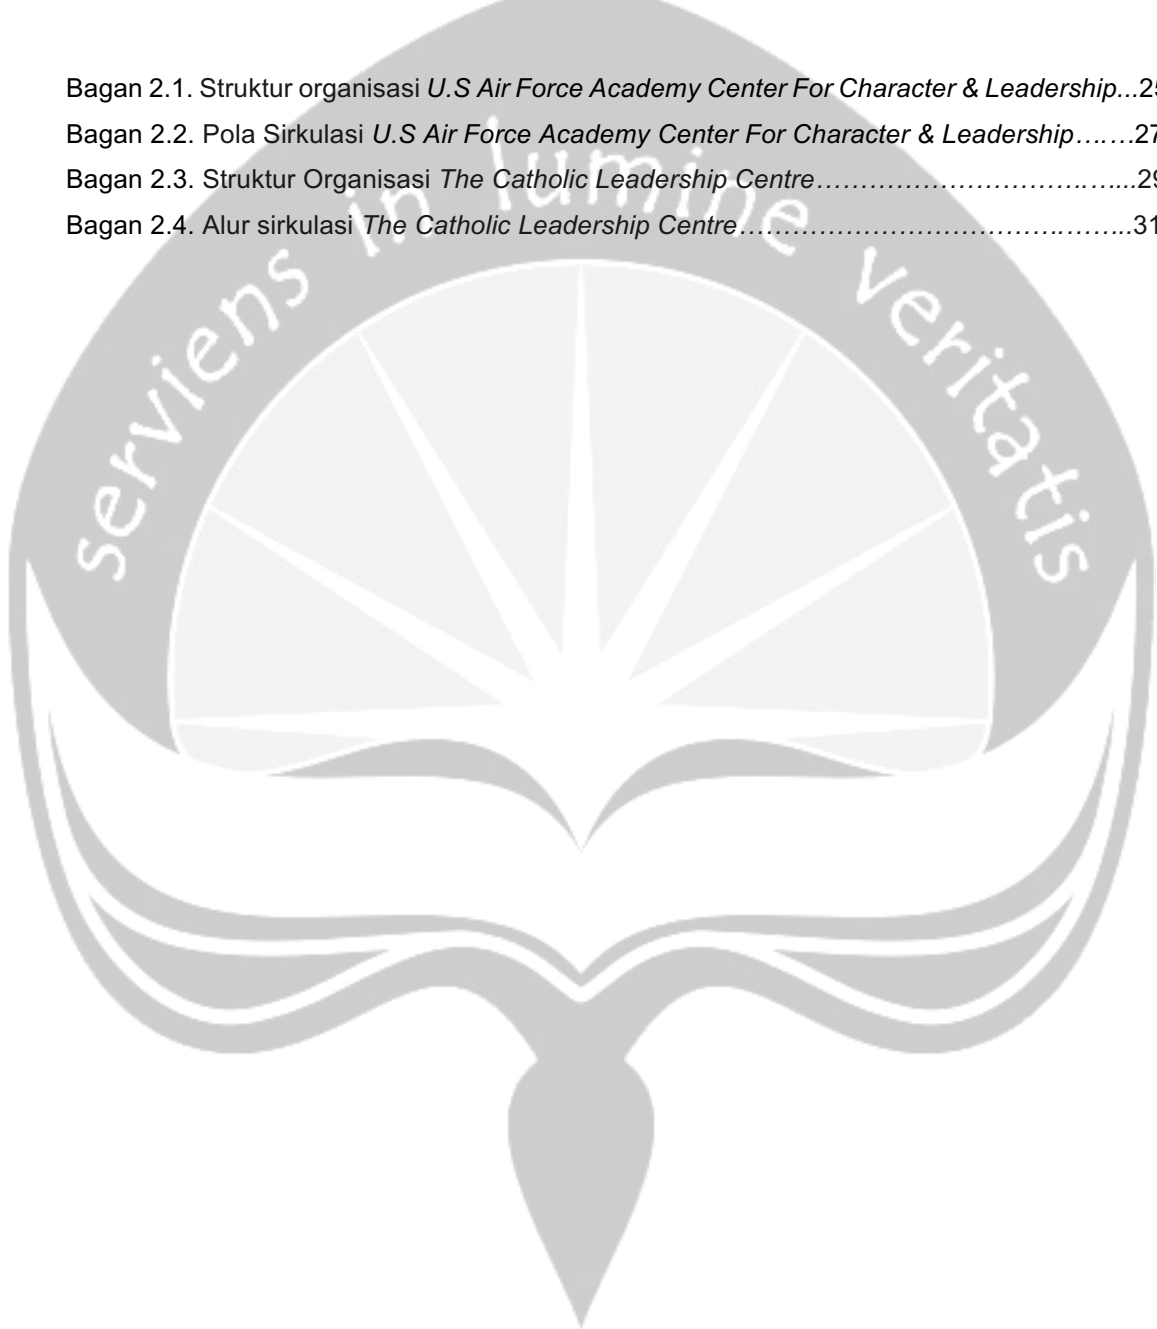 Bagan 2.1. Struktur organisasi U.S Air Force Academy Center For Character & Leadership...25
Bagan 2.2. Pola Sirkulasi U.S Air Force Academy Center For Character & Leadership…….27
Bagan 2.3. Struktur Organisasi The Catholic Leadership Centre…………………………….…...29
Bagan 2.4. Alur sirkulasi The Catholic Leadership Centre……………………………….……..31
serviens in lumine veritatis